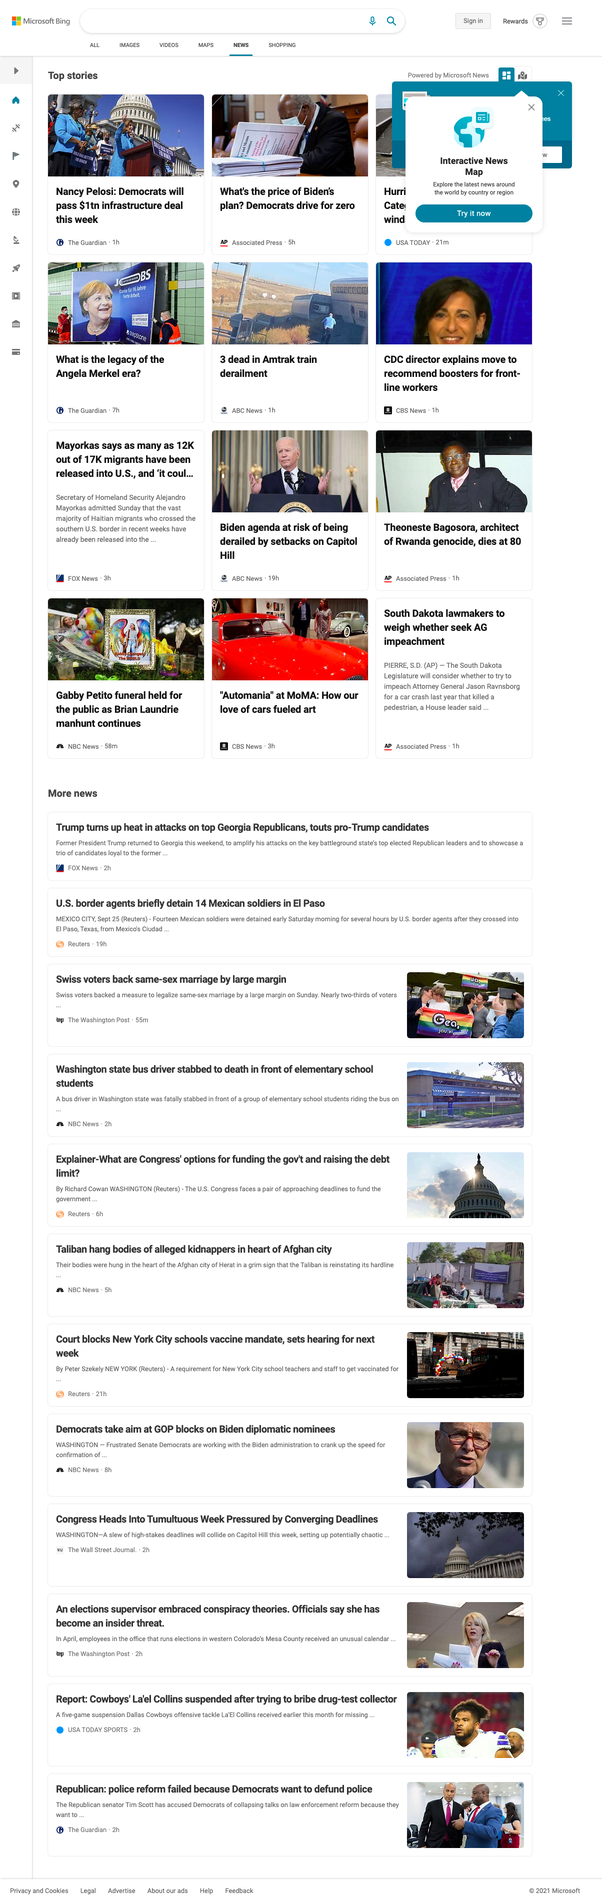 Microsoft Bing
Sign in
Rewards
ALL
IMAGES
VIDEOS
MAPS
NEWS
SHOPPING
Top stories
Powered by Microsoft News
Interactive News
Map
Explore the latest news around
the world by country or region
Try it now
Nancy Pelosi: Democrats will
pass $1tn infrastructure deal
this week
The Guardian · 1h
What's the price of Biden's
plan? Democrats drive for zero
AP Associated Press · 5h
Hurri
Cate
wind
USA TODAY · 21m
What is the legacy of the
Angela Merkel era?
The Guardian · 7h
3 dead in Amtrak train
derailment
ABC News · 1h
CDC director explains move to
recommend boosters for front-
line workers
CBS News · 1h
Mayorkas says as many as 12K
out of 17K migrants have been
released into U.S., and 'it coul...
Secretary of Homeland Security Alejandro
Mayorkas admitted Sunday that the vast
majority of Haitian migrants who crossed the
southern U.S. border in recent weeks have
already been released into the ...
FOX News · 3h
Biden agenda at risk of being
derailed by setbacks on Capitol
Hill
ABC News · 19h
Theoneste Bagosora, architect
of Rwanda genocide, dies at 80
AP Associated Press · 1h
Gabby Petito funeral held for
the public as Brian Laundrie
manhunt continues
NBC News · 58m
"Automania" at MoMA: How our
love of cars fueled art
CBS News · 3h
South Dakota lawmakers to
weigh whether seek AG
impeachment
PIERRE, S.D. (AP) — The South Dakota
Legislature will consider whether to try to
impeach Attorney General Jason Ravnsborg
for a car crash last year that killed a
pedestrian, a House leader said ...
AP Associated Press · 1h
More news
Trump turns up heat in attacks on top Georgia Republicans, touts pro-Trump candidates
Former President Trump returned to Georgia this weekend, to amplify his attacks on the key battleground state's top elected Republican leaders and to showcase a
trio of candidates loyal to the former ...
FOX News · 2h
U.S. border agents briefly detain 14 Mexican soldiers in El Paso
MEXICO CITY, Sept 25 (Reuters) - Fourteen Mexican soldiers were detained early Saturday morning for several hours by U.S. border agents after they crossed into
El Paso, Texas, from Mexico's Ciudad ...
Reuters · 19h
Swiss voters back same-sex marriage by large margin
Swiss voters backed a measure to legalize same-sex marriage by a large margin on Sunday. Nearly two-thirds of voters
...
wp The Washington Post · 55m
Washington state bus driver stabbed to death in front of elementary school
students
A bus driver in Washington state was fatally stabbed in front of a group of elementary school students riding the bus on
...
NBC News · 2h
Explainer-What are Congress' options for funding the gov't and raising the debt
limit?
By Richard Cowan WASHINGTON (Reuters) - The U.S. Congress faces a pair of approaching deadlines to fund the
government ...
Reuters · 6h
Taliban hang bodies of alleged kidnappers in heart of Afghan city
Their bodies were hung in the heart of the Afghan city of Herat in a grim sign that the Taliban is reinstating its hardline
...
NBC News · 5h
Court blocks New York City schools vaccine mandate, sets hearing for next
week
By Peter Szekely NEW YORK (Reuters) - A requirement for New York City school teachers and staff to get vaccinated for
...
Reuters · 21h
Democrats take aim at GOP blocks on Biden diplomatic nominees
WASHINGTON — Frustrated Senate Democrats are working with the Biden administration to crank up the speed for
confirmation of ...
NBC News · 8h
Congress Heads Into Tumultuous Week Pressured by Converging Deadlines
WASHINGTON—A slew of high-stakes deadlines will collide on Capitol Hill this week, setting up potentially chaotic ...
The Wall Street Journal. · 2h
An elections supervisor embraced conspiracy theories. Officials say she has
become an insider threat.
In April, employees in the office that runs elections in western Colorado's Mesa County received an unusual calendar ...
wp The Washington Post · 2h
Report: Cowboys' La'el Collins suspended after trying to bribe drug-test collector
A five-game suspension Dallas Cowboys offensive tackle La'El Collins received earlier this month for missing ...
USA TODAY SPORTS · 2h
Republican: police reform failed because Democrats want to defund police
The Republican senator Tim Scott has accused Democrats of collapsing talks on law enforcement reform because they
want to ...
The Guardian · 2h
Privacy and Cookies
Legal
Advertise
About our ads
Help
Feedback
© 2021 Microsoft